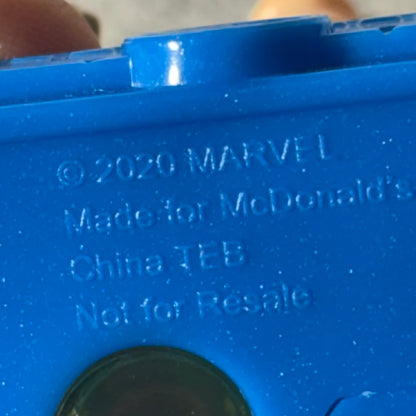 © 2020 MARVEL
Made for McDonald's
China TEB
Not for Resale